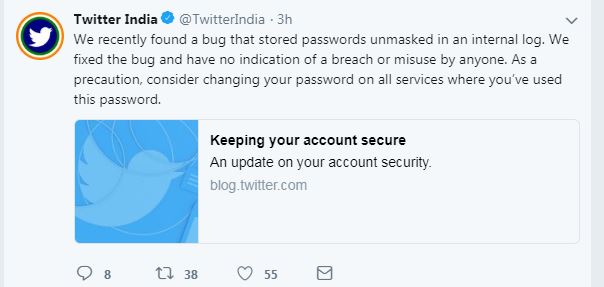 Twitter India @TwitterIndia · 3h
We recently found a bug that stored passwords unmasked in an internal log. We
fixed the bug and have no indication of a breach or misuse by anyone. As a
precaution, consider changing your password on all services where you’ve used
this password.
Keeping your account secure
An update on your account security.
blog.twitter.com
8 38 55